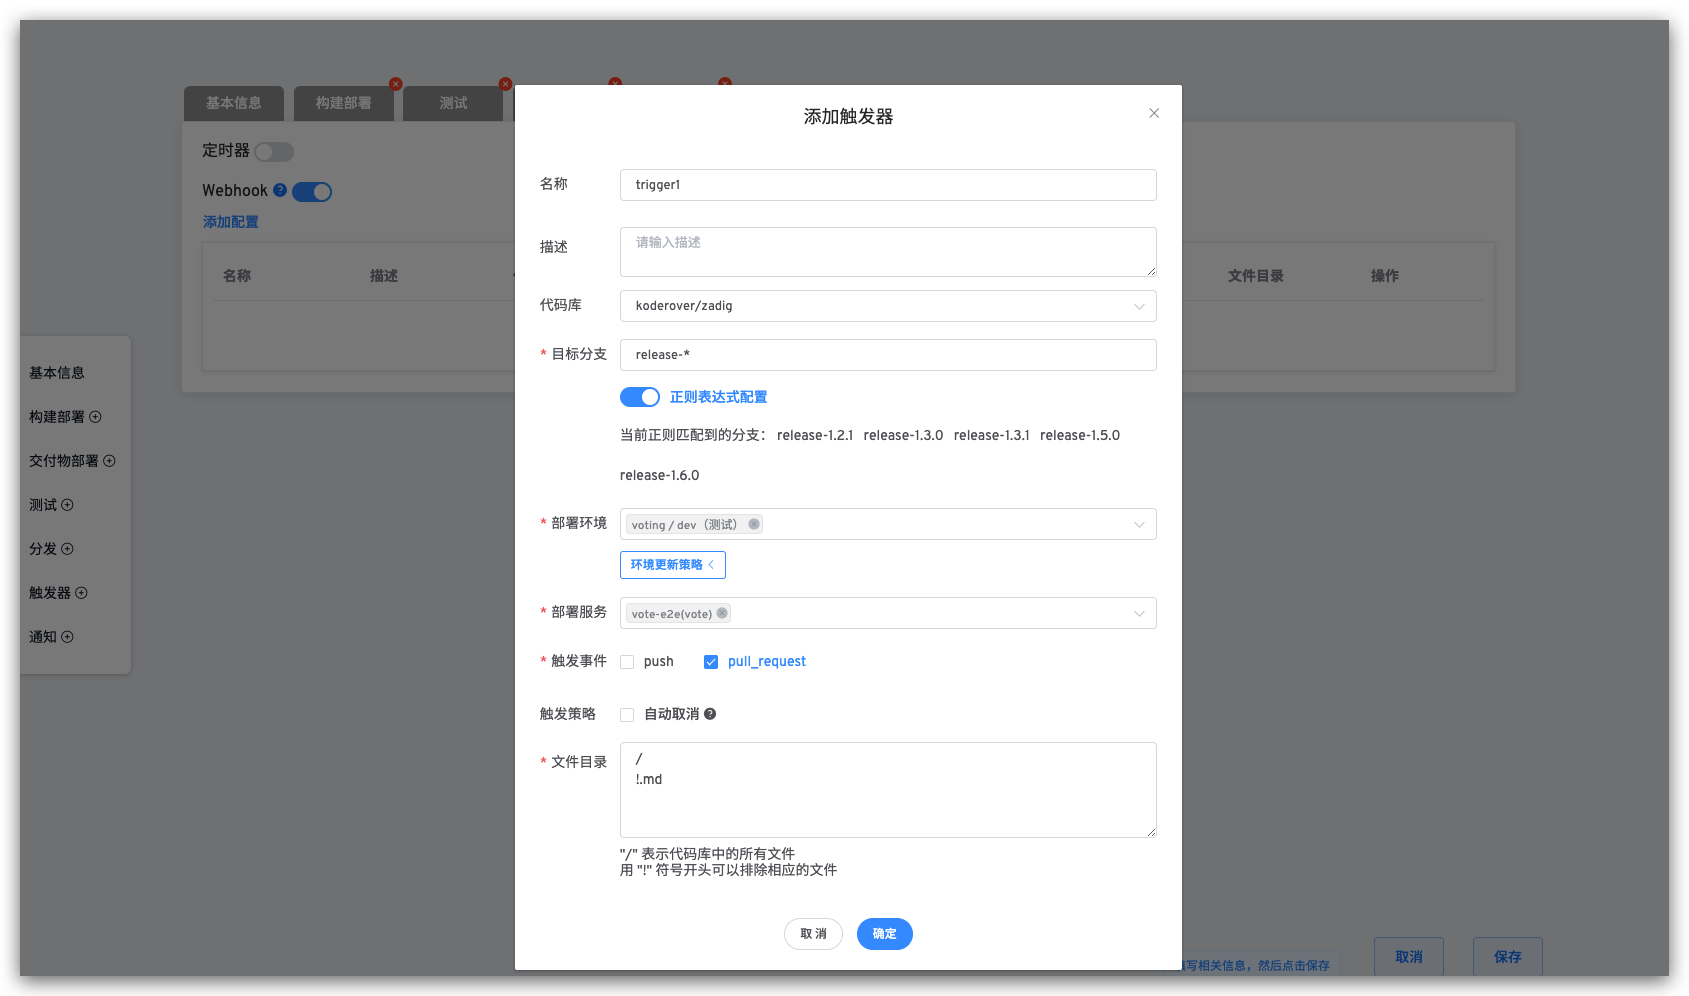 基本信息
构建部署
测试
定时器
Webhook
添加配置
名称
描述
文件目录
操作
基本信息
构建部署
交付物部署
测试
分发
触发器
通知
添加触发器
名称
trigger1
描述
请输入描述
代码库
koderover/zadig
* 目标分支
release-*
正则表达式配置
当前正则匹配到的分支： release-1.2.1 release-1.3.0 release-1.3.1 release-1.5.0
release-1.6.0
* 部署环境
voting / dev（测试）
环境更新策略
* 部署服务
vote-e2e(vote)
* 触发事件
push
pull_request
触发策略
自动取消
* 文件目录
/
!.md
"/" 表示代码库中的所有文件
用 "!" 符号开头可以排除相应的文件
取 消
确定
写相关信息，然后点击保存
取消
保存